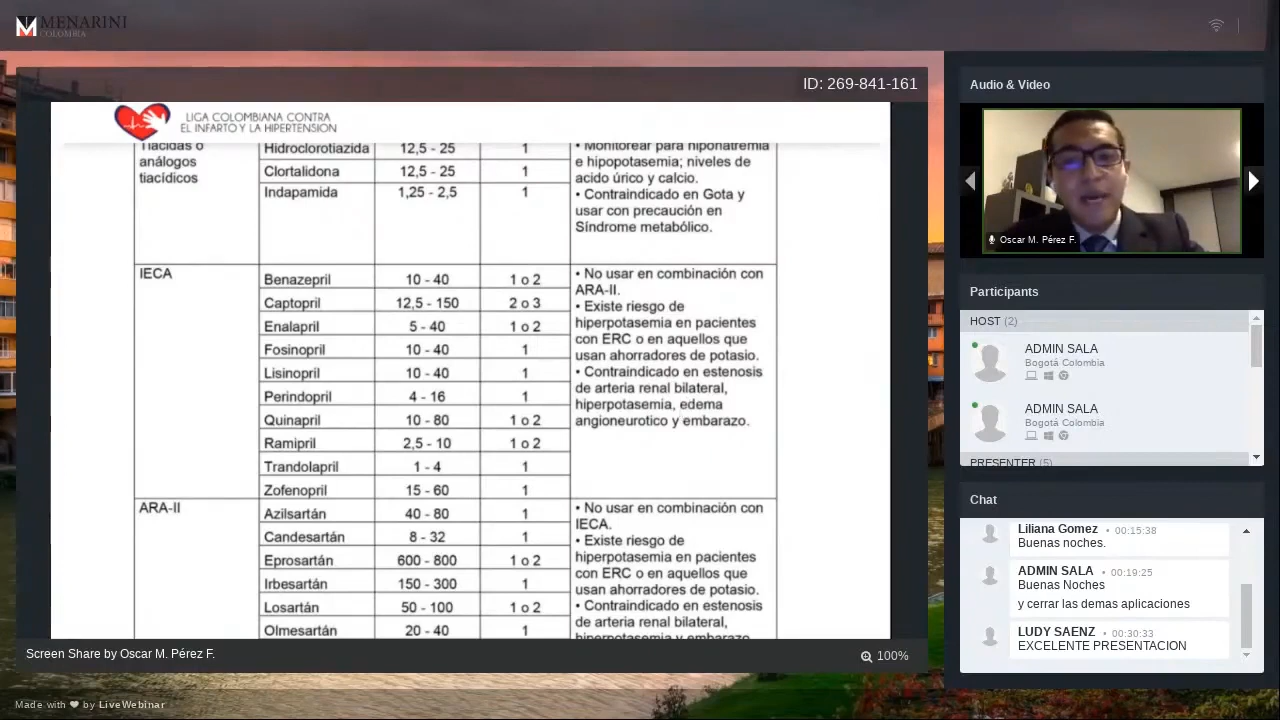 MENARINI
COLOMBIA
ID: 269-841-161
LIGA COLOMBIANA CONTRA
EL INFARTO Y LA HIPERTENSION
Tiacidas o
análogos
tiacídicos
Hidroclorotiazida 12,5 - 25 1
Clortalidona 12,5 - 25 1
Indapamida 1,25 - 2,5 1
• Monitorear para hiponatremia
e hipopotasemia; niveles de
acido úrico y calcio.
• Contraindicado en Gota y
usar con precaución en
Síndrome metabólico.
IECA
Benazepril 10 - 40 1 o 2
Captopril 12,5 - 150 2 o 3
Enalapril 5 - 40 1 o 2
Fosinopril 10 - 40 1
Lisinopril 10 - 40 1
Perindopril 4 - 16 1
Quinapril 10 - 80 1 o 2
Ramipril 2,5 - 10 1 o 2
Trandolapril 1 - 4 1
Zofenopril 15 - 60 1
• No usar en combinación con
ARA-II.
• Existe riesgo de
hiperpotasemia en pacientes
con ERC o en aquellos que
usan ahorradores de potasio.
• Contraindicado en estenosis
de arteria renal bilateral,
hiperpotasemia, edema
angioneurotico y embarazo.
ARA-II
Azilsartán 40 - 80 1
Candesartán 8 - 32 1
Eprosartán 600 - 800 1 o 2
Irbesartán 150 - 300 1
Losartán 50 - 100 1 o 2
Olmesartán 20 - 40 1
• No usar en combinación con
IECA.
• Existe riesgo de
hiperpotasemia en pacientes
con ERC o en aquellos que
usan ahorradores de potasio.
• Contraindicado en estenosis
de arteria renal bilateral,
hiperpotasemia y embarazo
Screen Share by Oscar M. Pérez F.
100%
Made with ❤ by LiveWebinar
Audio & Video
Oscar M. Pérez F.
Participants
HOST (2)
ADMIN SALA
Bogotá Colombia
ADMIN SALA
Bogotá Colombia
PRESENTER (5)
Chat
Liliana Gomez • 00:15:38
Buenas noches.
ADMIN SALA • 00:19:25
Buenas Noches
y cerrar las demas aplicaciones
LUDY SAENZ • 00:30:33
EXCELENTE PRESENTACION